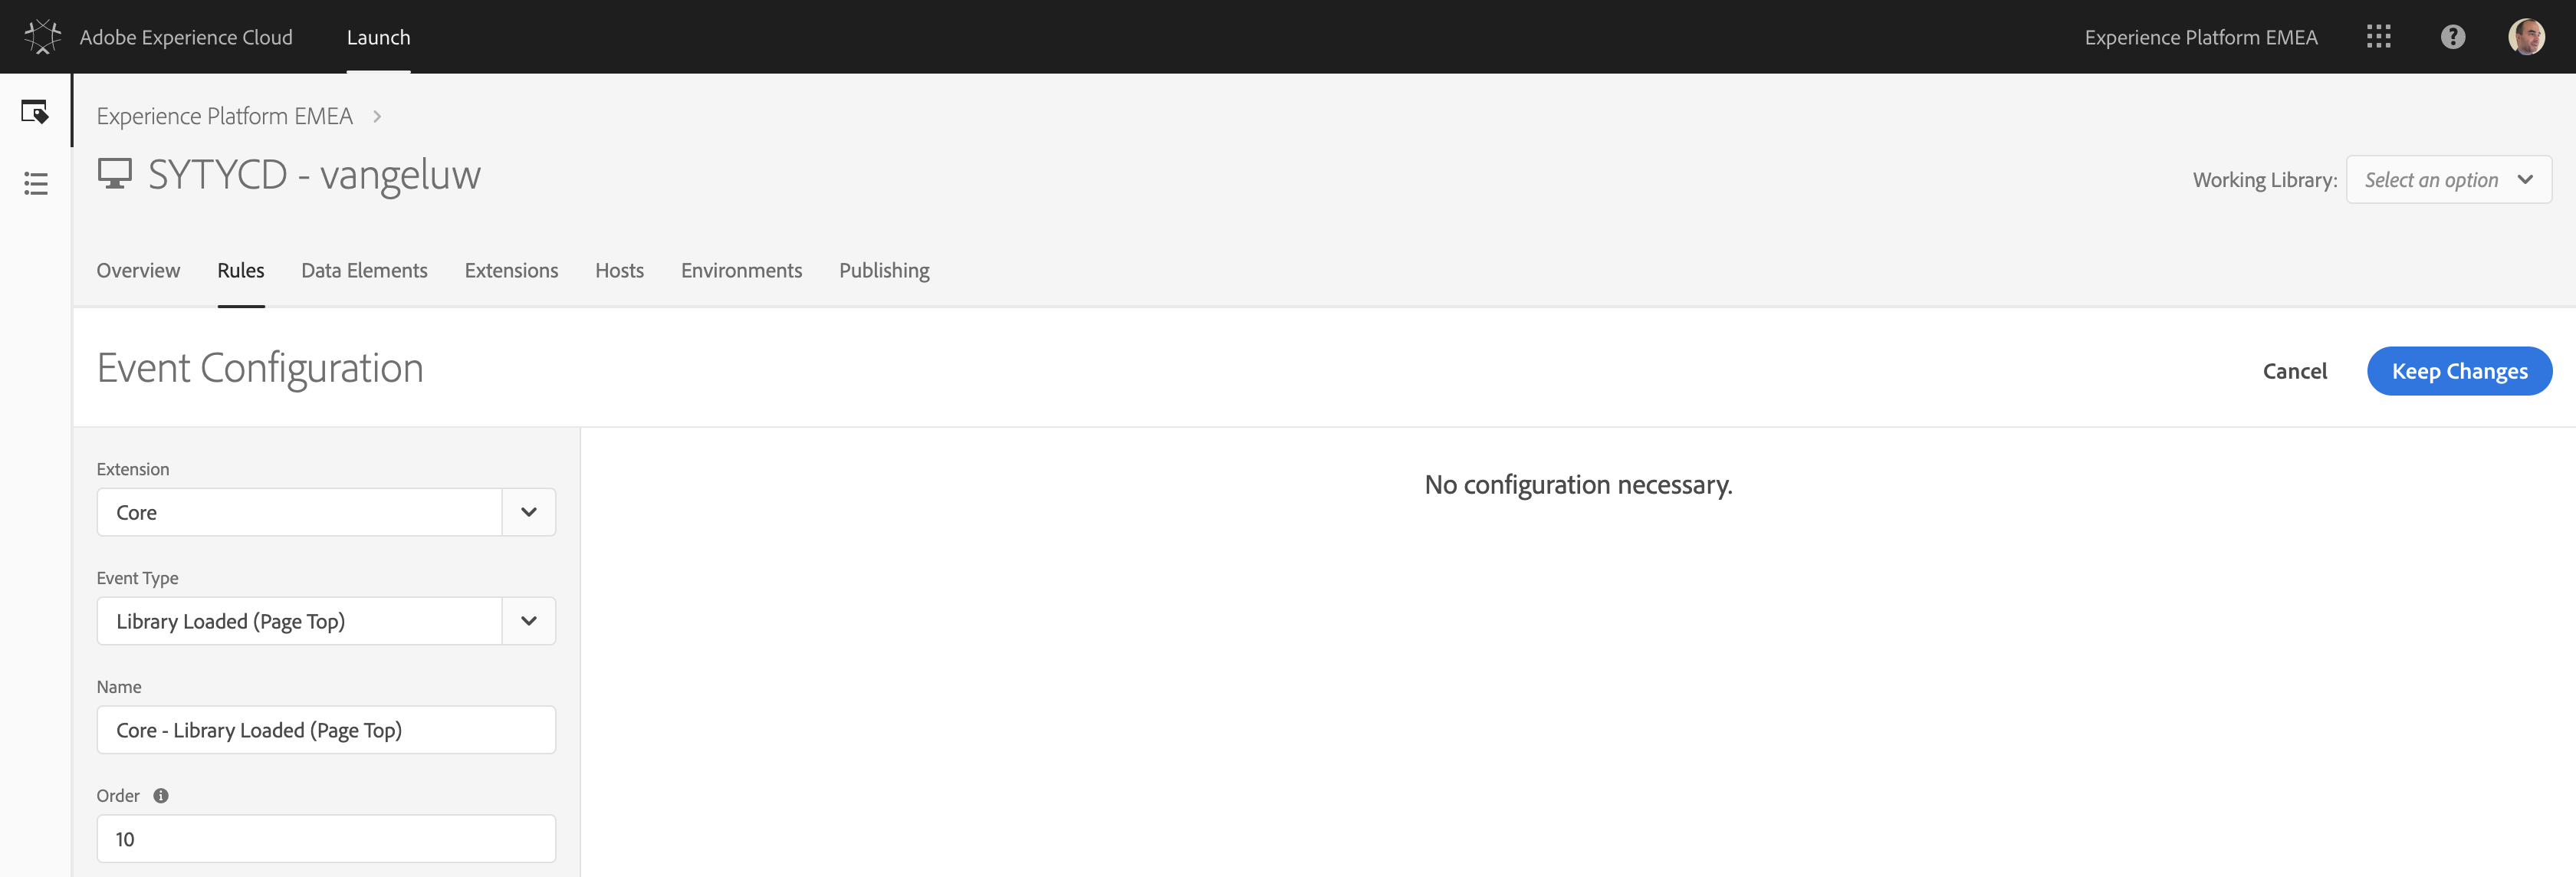 Adobe Experience Cloud Launch Experience Platform EMEA
Experience Platform EMEA
SYTYCD - vangeluw
Working Library: Select an option
Overview Rules Data Elements Extensions Hosts Environments Publishing
Event Configuration
Cancel Keep Changes
Extension
Core
No configuration necessary.
Event Type
Library Loaded (Page Top)
Name
Core - Library Loaded (Page Top)
Order
10